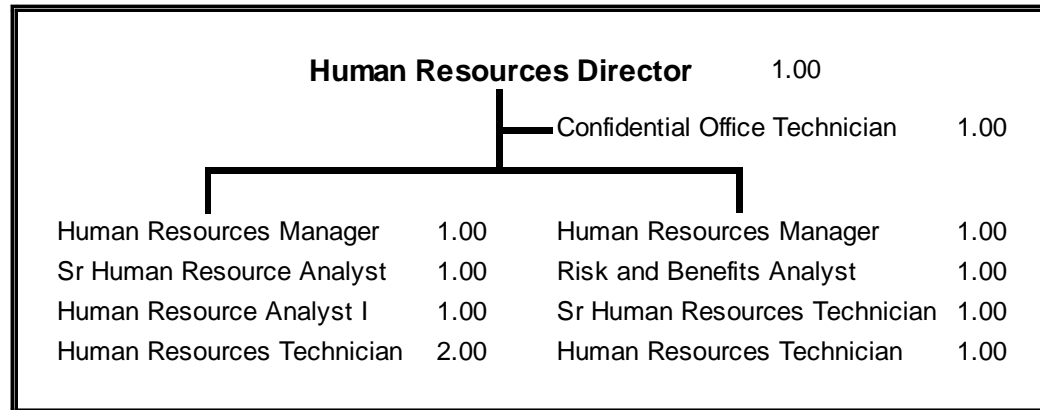 Human Resources Director 1.00
Confidential Office Technician 1.00
Human Resources Manager 1.00 Human Resources Manager 1.00
Sr Human Resource Analyst 1.00 Risk and Benefits Analyst 1.00
Human Resource Analyst I 1.00 Sr Human Resources Technician 1.00
Human Resources Technician 2.00 Human Resources Technician 1.00